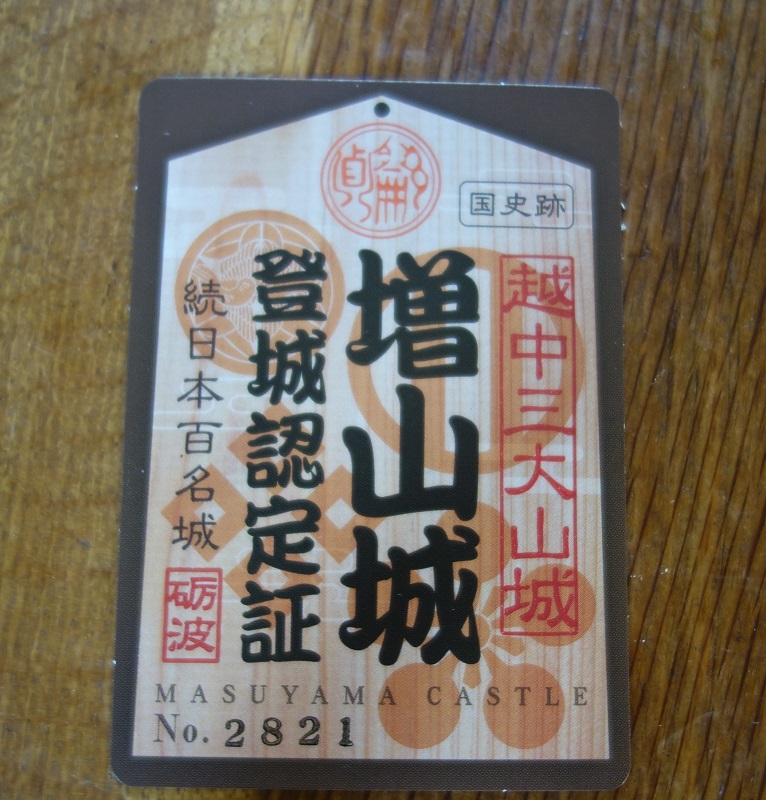 国史跡
越中三大山城
増山城
登城認定証
続日本百名城
砺波
MASUYAMA CASTLE
No. 2821